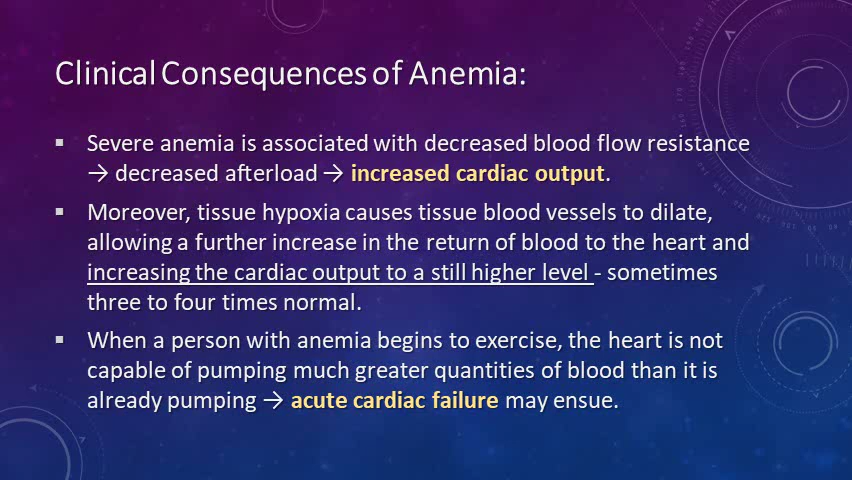 Clinical Consequences of Anemia:
▪ Severe anemia is associated with decreased blood flow resistance
→ decreased afterload → increased cardiac output.
▪ Moreover, tissue hypoxia causes tissue blood vessels to dilate,
allowing a further increase in the return of blood to the heart and
increasing the cardiac output to a still higher level - sometimes
three to four times normal.
▪ When a person with anemia begins to exercise, the heart is not
capable of pumping much greater quantities of blood than it is
already pumping → acute cardiac failure may ensue.